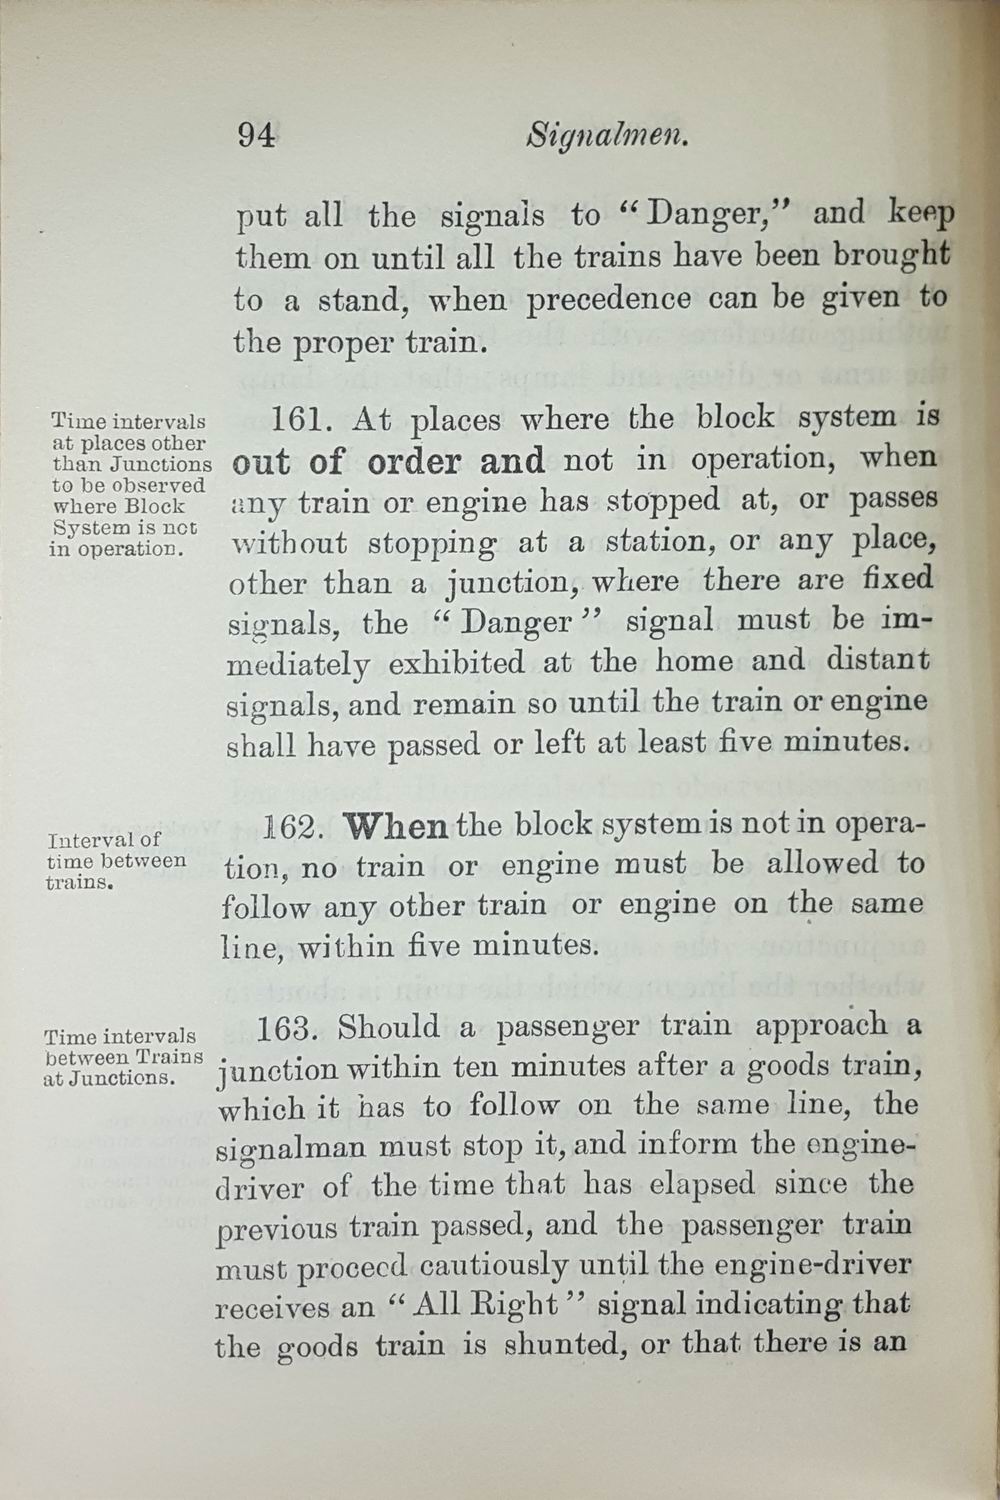 94 Signalmen.
put all the signals to “Danger,” and keep
them on until all the trains have been brought
to a stand, when precedence can be given to
the proper train.
Time intervals
at places other
than Junctions
to be observed
where Block
System is not
in operation.
161. At places where the block system is
out of order and not in operation, when
any train or engine has stopped at, or passes
without stopping at a station, or any place,
other than a junction, where there are fixed
signals, the “Danger” signal must be im-
mediately exhibited at the home and distant
signals, and remain so until the train or engine
shall have passed or left at least five minutes.
Interval of
time between
trains.
162. When the block system is not in opera-
tion, no train or engine must be allowed to
follow any other train or engine on the same
line, within five minutes.
Time intervals
between Trains
at Junctions.
163. Should a passenger train approach a
junction within ten minutes after a goods train,
which it has to follow on the same line, the
signalman must stop it, and inform the engine-
driver of the time that has elapsed since the
previous train passed, and the passenger train
must proceed cautiously until the engine-driver
receives an “All Right” signal indicating that
the goods train is shunted, or that there is an